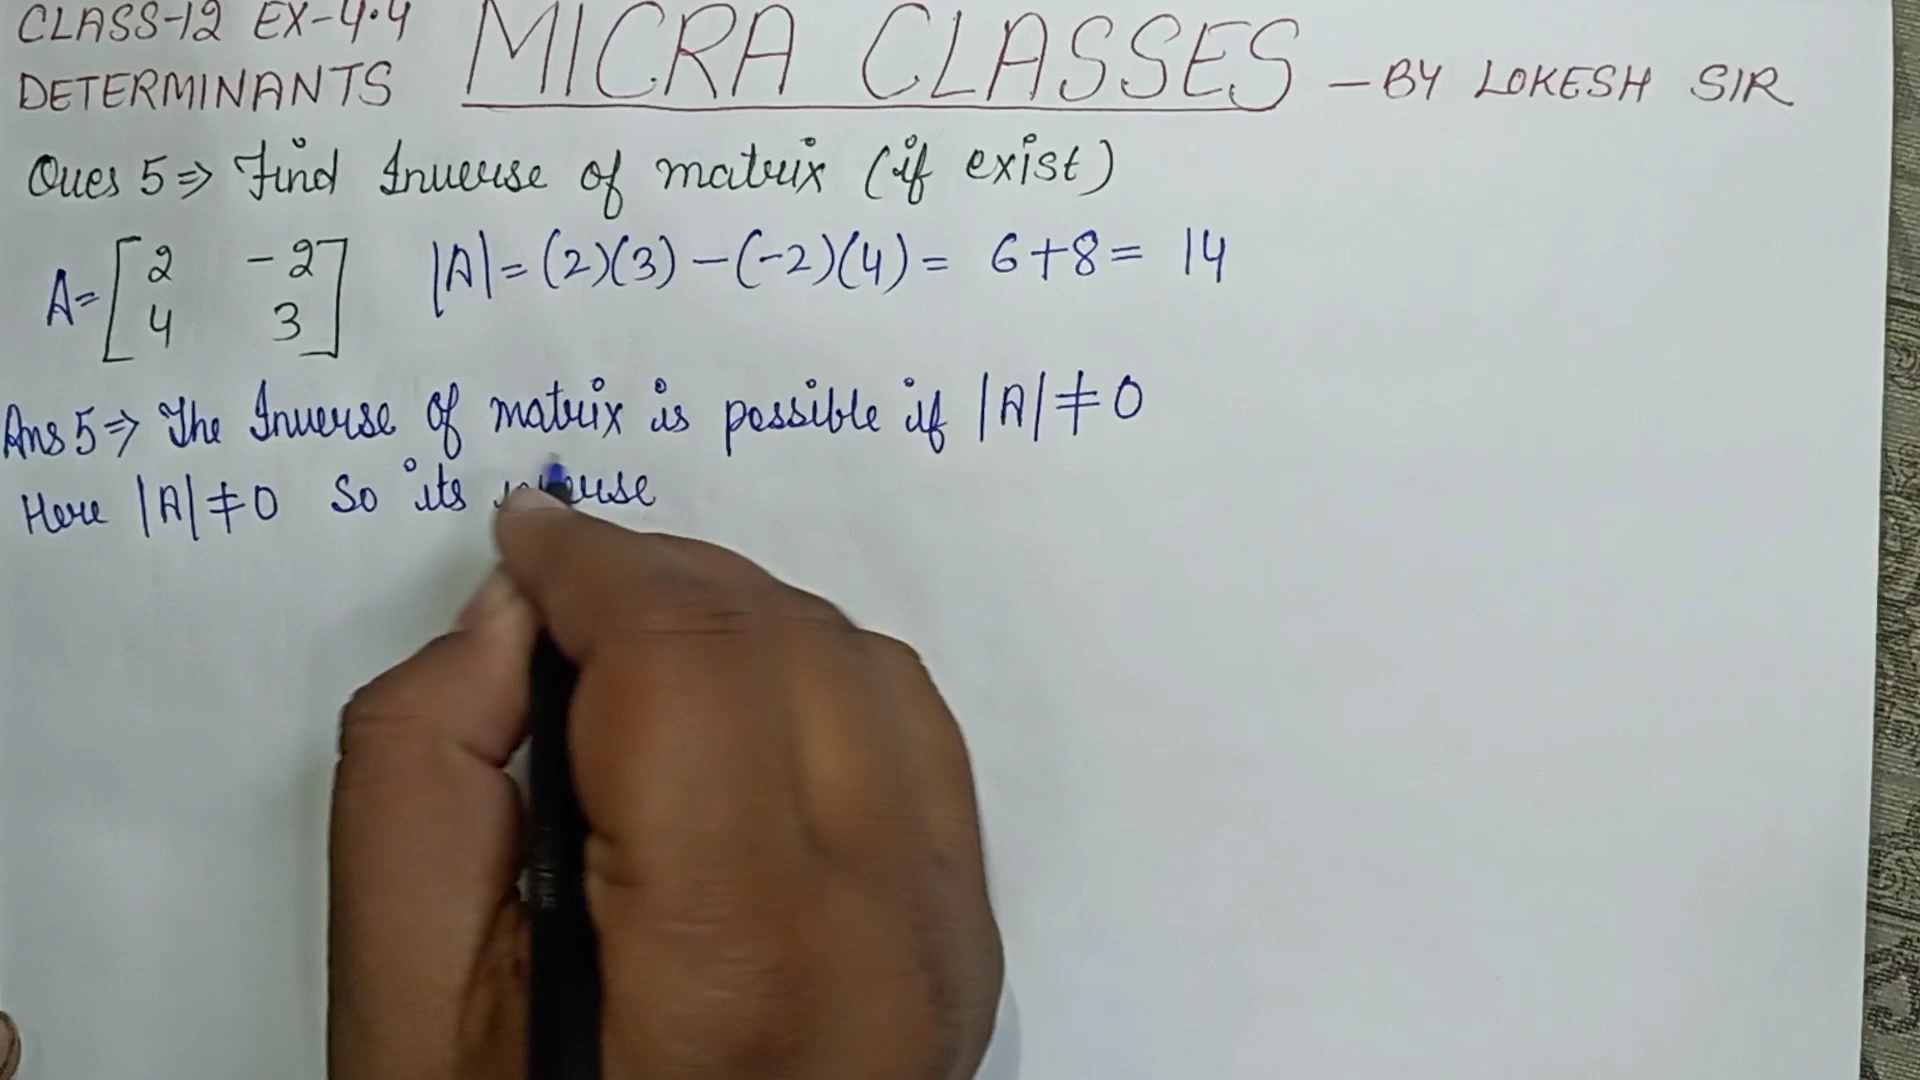 CLASS-12 EX-4.4
DETERMINANTS
MICRA CLASSES - BY LOKESH SIR
Ques 5 ⇒ Find Inverse of matrix (if exist)
A = [2 -2
4 3]
|A| = (2)(3) - (-2)(4) = 6+8 = 14
Ans 5 ⇒ The Inverse of matrix is possible if |A| ≠ 0
Here |A| ≠ 0 So its